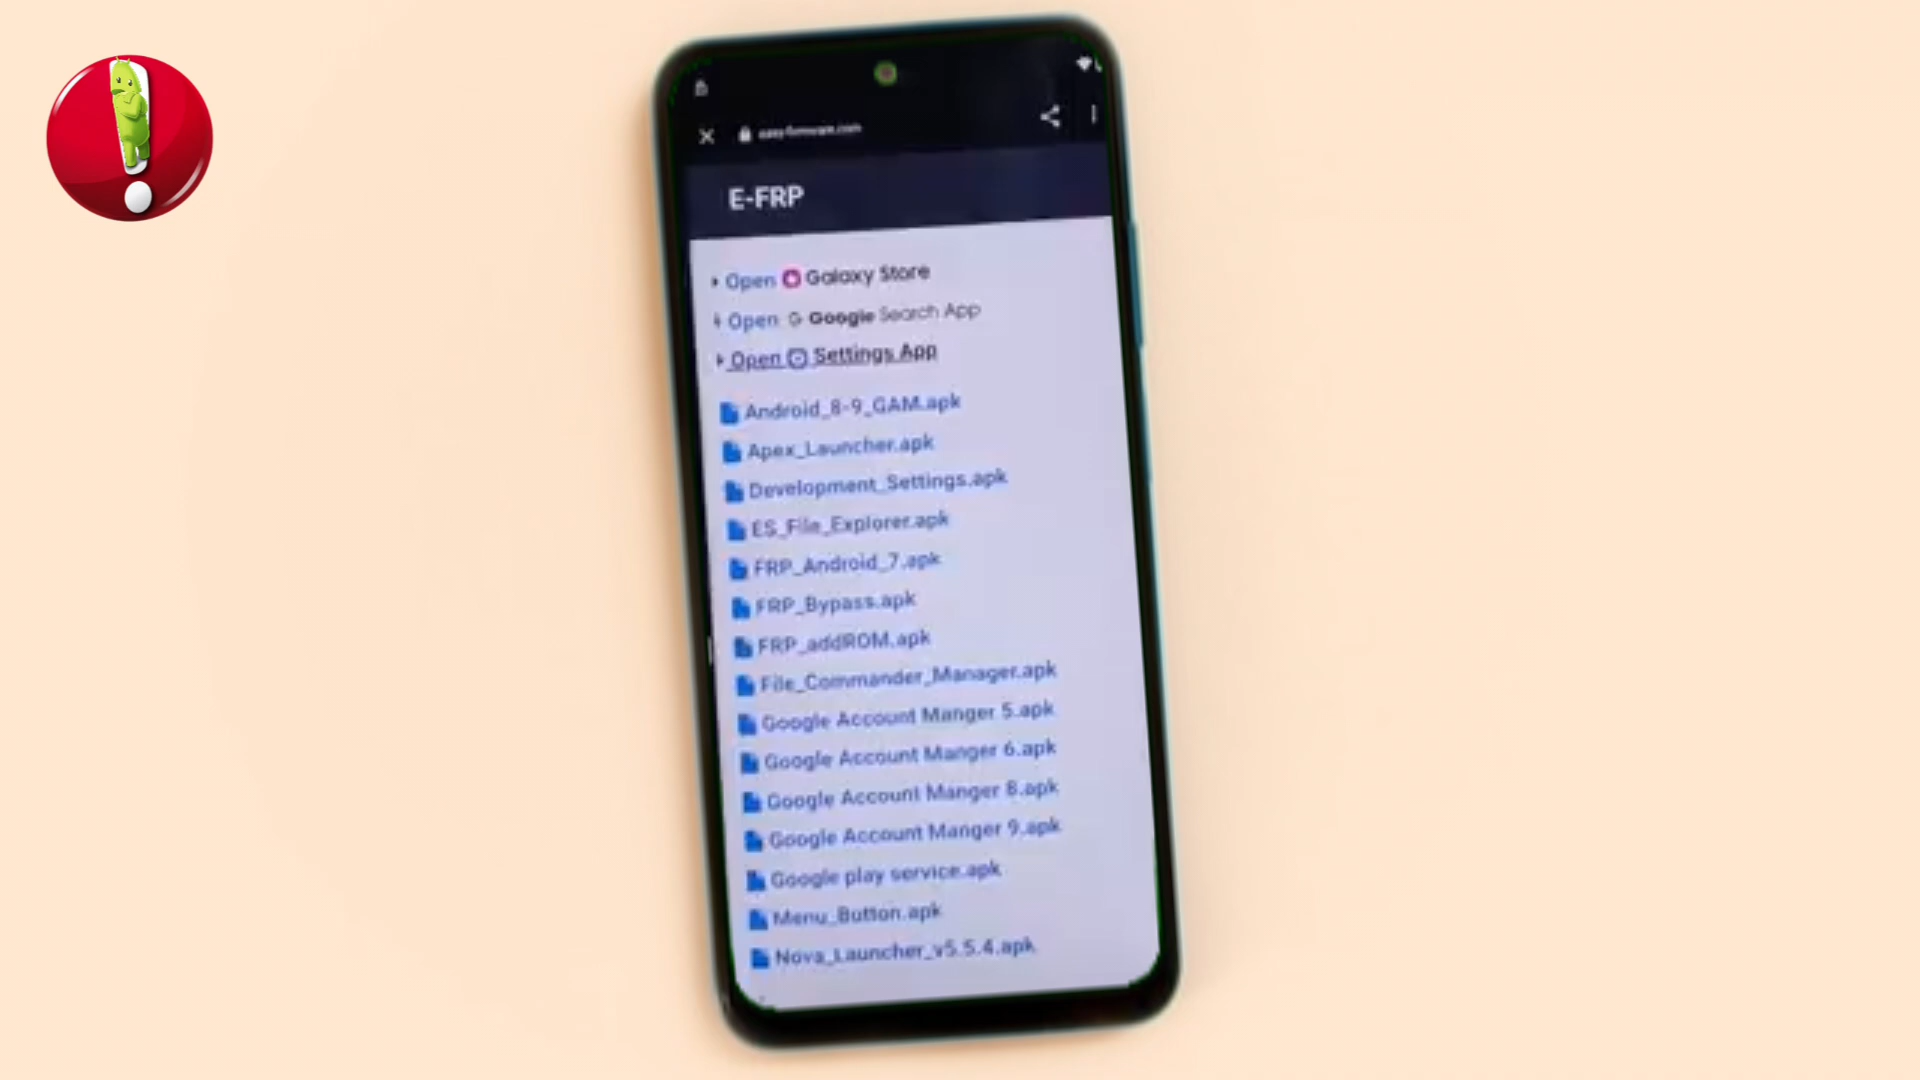 easy-firmware.com
E-FRP
Open Galaxy Store
Open Google Search App
Open Settings App
Android_8-9_GAM.apk
Apex_Launcher.apk
Development_Settings.apk
ES_File_Explorer.apk
FRP_Android_7.apk
FRP_Bypass.apk
FRP_addROM.apk
File_Commander_Manager.apk
Google Account Manger 5.apk
Google Account Manger 6.apk
Google Account Manger 8.apk
Google Account Manger 9.apk
Google play service.apk
Menu_Button.apk
Nova_Launcher_v5.5.4.apk